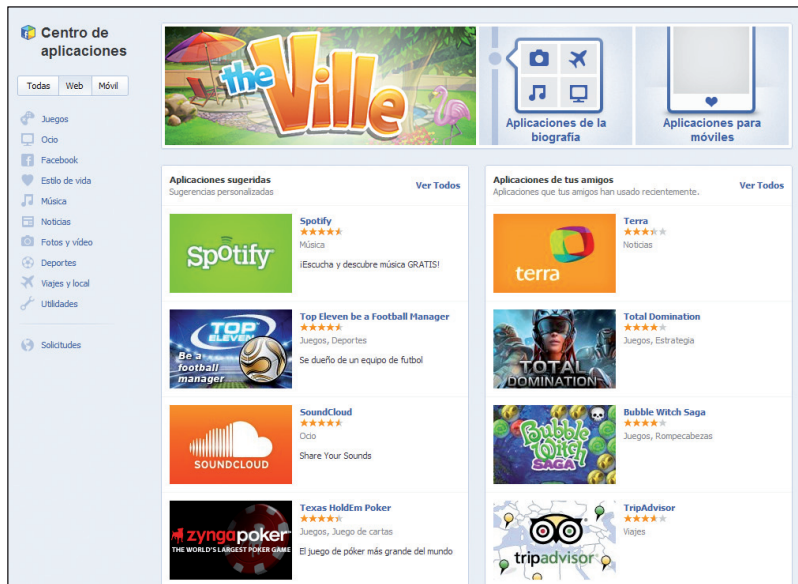 Centro de
aplicaciones
Todas Web Móvil
Juegos
Ocio
Facebook
Estilo de vida
Música
Noticias
Fotos y vídeo
Deportes
Viajes y local
Utilidades
Solicitudes
the Ville
Aplicaciones de la
biografía
Aplicaciones para
móviles
Aplicaciones sugeridas
Sugerencias personalizadas
Ver Todos
Spotify
Spotify
Música
¡Escucha y descubre música GRATIS!
TOP
ELEVEN
Be a
football
manager
Top Eleven be a Football Manager
Juegos, Deportes
Se dueño de un equipo de futbol
SOUNDCLOUD
SoundCloud
Ocio
Share Your Sounds
zyngapoker
THE WORLD'S LARGEST POKER GAME
Texas HoldEm Poker
Juegos, Juego de cartas
El juego de póker más grande del mundo
Aplicaciones de tus amigos
Aplicaciones que tus amigos han usado recientemente.
Ver Todos
terra
Terra
Noticias
TOTAL
DOMINATION
Total Domination
Juegos, Estrategia
Bubble
Witch
SAGA
Bubble Witch Saga
Juegos, Rompecabezas
tripadvisor
TripAdvisor
Viajes